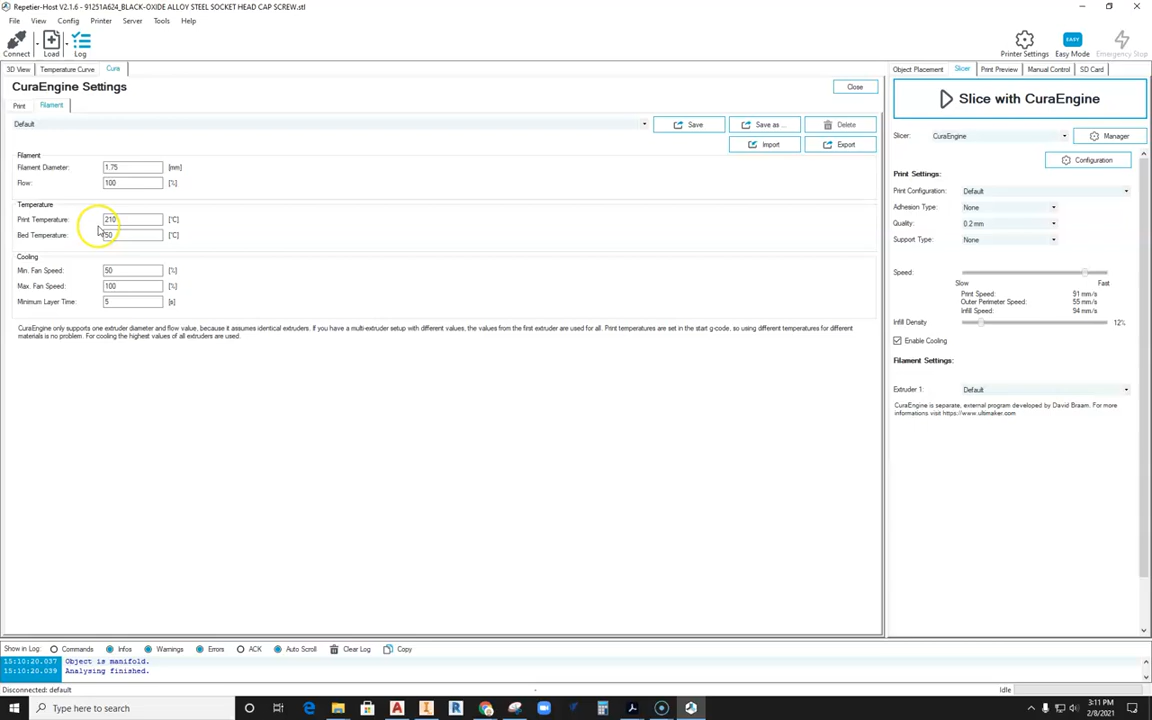 Repetier-Host V2.1.6 - 91251A624_BLACK-OXIDE ALLOY STEEL SOCKET HEAD CAP SCREW.stl
File View Config Printer Server Tools Help
Connect Load Log Printer Settings Easy Mode Emergency Stop
EASY
3D View Temperature Curve Cura
Object Placement Slicer Print Preview Manual Control SD Card
CuraEngine Settings
Close
Print Filament
Default
Save Save as ... Delete
Import Export
Filament
Filament Diameter: 1.75 [mm]
Flow: 100 [%]
Temperature
Print Temperature: 210 [°C]
Bed Temperature: 50 [°C]
Cooling
Min. Fan Speed: 50 [%]
Max. Fan Speed: 100 [%]
Minimum Layer Time: 5 [s]
CuraEngine only supports one extruder diameter and flow value, because it assumes identical extruders. If you have a multi-extruder setup with different values, the values from the first extruder are used for all. Print temperatures are set in the start g-code, so using different temperatures for different
materials is no problem. For cooling the highest values of all extruders are used.
Slice with CuraEngine
Slicer: CuraEngine Manager
Configuration
Print Settings:
Print Configuration: Default
Adhesion Type: None
Quality: 0.2 mm
Support Type: None
Speed:
Slow Fast
Print Speed: 91 mm/s
Outer Perimeter Speed: 55 mm/s
Infill Speed: 94 mm/s
Infill Density 12%
Enable Cooling
Filament Settings:
Extruder 1: Default
CuraEngine is separate, external program developed by David Braam. For more
informations visit https://www.ultimaker.com
Show in Log: Commands Infos Warnings Errors ACK Auto Scroll Clear Log Copy
15:10:20.037 Object is manifold.
15:10:20.039 Analysing finished.
Disconnected: default
Idle
Type here to search
3:11 PM
2/8/2021